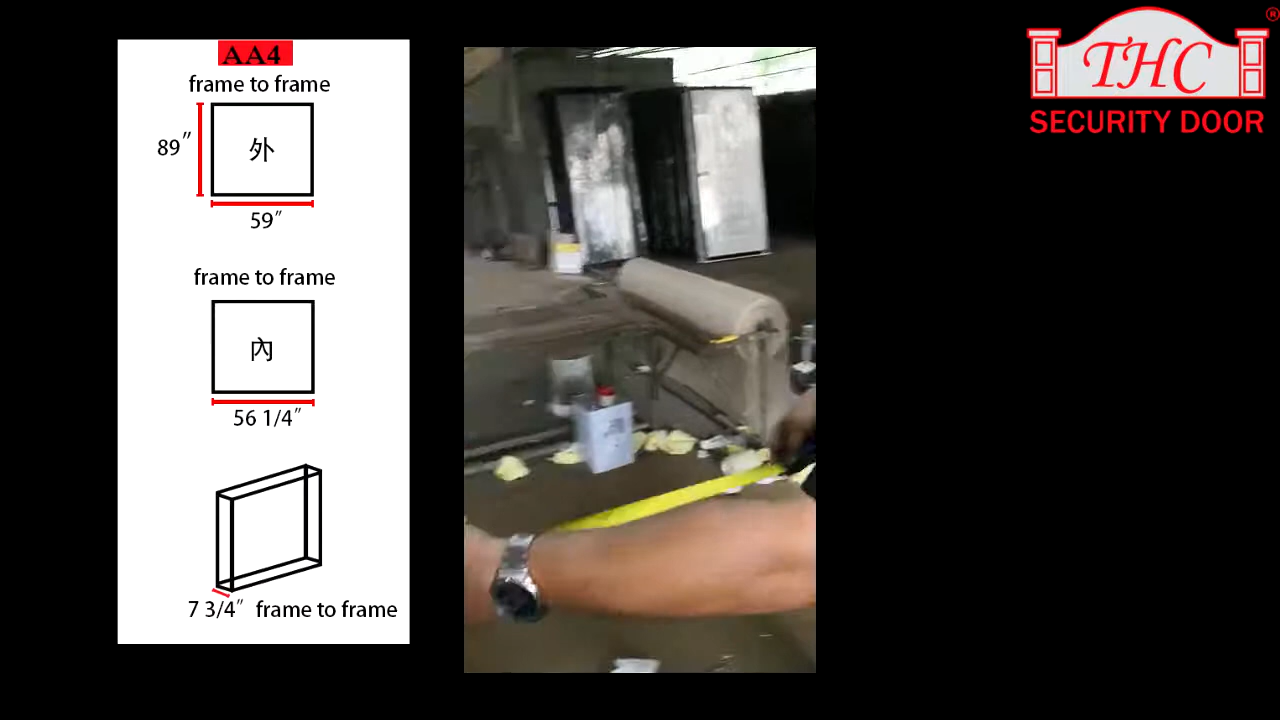 AA4
frame to frame
89"
外
59"
frame to frame
內
56 1/4"
7 3/4" frame to frame
THC
®
SECURITY DOOR